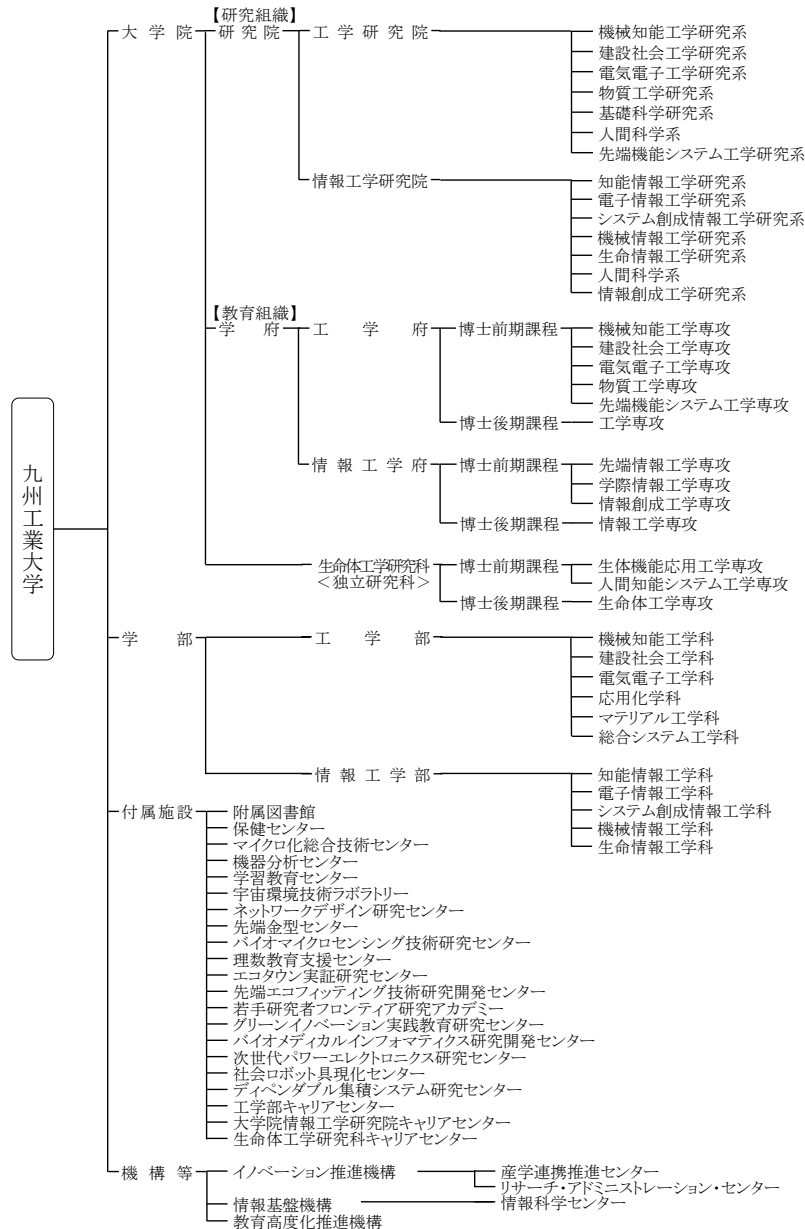 【研究組織】
大学院 研究院 工学研究院 機械知能工学研究系
建設社会工学研究系
電気電子工学研究系
物質工学研究系
基礎科学研究系
人間科学系
先端機能システム工学研究系
情報工学研究院 知能情報工学研究系
電子情報工学研究系
システム創成情報工学研究系
機械情報工学研究系
生命情報工学研究系
人間科学系
情報創成工学研究系
【教育組織】
学府 工学府 博士前期課程 機械知能工学専攻
建設社会工学専攻
電気電子工学専攻
物質工学専攻
先端機能システム工学専攻
博士後期課程 工学専攻
情報工学府 博士前期課程 先端情報工学専攻
学際情報工学専攻
情報創成工学専攻
博士後期課程 情報工学専攻
九州工業大学
生命体工学研究科 博士前期課程 生体機能応用工学専攻
<独立研究科> 人間知能システム工学専攻
博士後期課程 生命体工学専攻
学部 工学部 機械知能工学科
建設社会工学科
電気電子工学科
応用化学科
マテリアル工学科
総合システム工学科
情報工学部 知能情報工学科
電子情報工学科
システム創成情報工学科
機械情報工学科
生命情報工学科
付属施設 附属図書館
保健センター
マイクロ化総合技術センター
機器分析センター
学習教育センター
宇宙環境技術ラボラトリー
ネットワークデザイン研究センター
先端金型センター
バイオマイクロセンシング技術研究センター
理数教育支援センター
エコタウン実証研究センター
先端エコフィッティング技術研究開発センター
若手研究者フロンティア研究アカデミー
グリーンイノベーション実践教育研究センター
バイオメディカルインフォマティクス研究開発センター
次世代パワーエレクトロニクス研究センター
社会ロボット具現化センター
ディペンダブル集積システム研究センター
工学部キャリアセンター
大学院情報工学研究院キャリアセンター
生命体工学研究科キャリアセンター
機構等 イノベーション推進機構 産学連携推進センター
リサーチ・アドミニストレーション・センター
情報基盤機構 情報科学センター
教育高度化推進機構